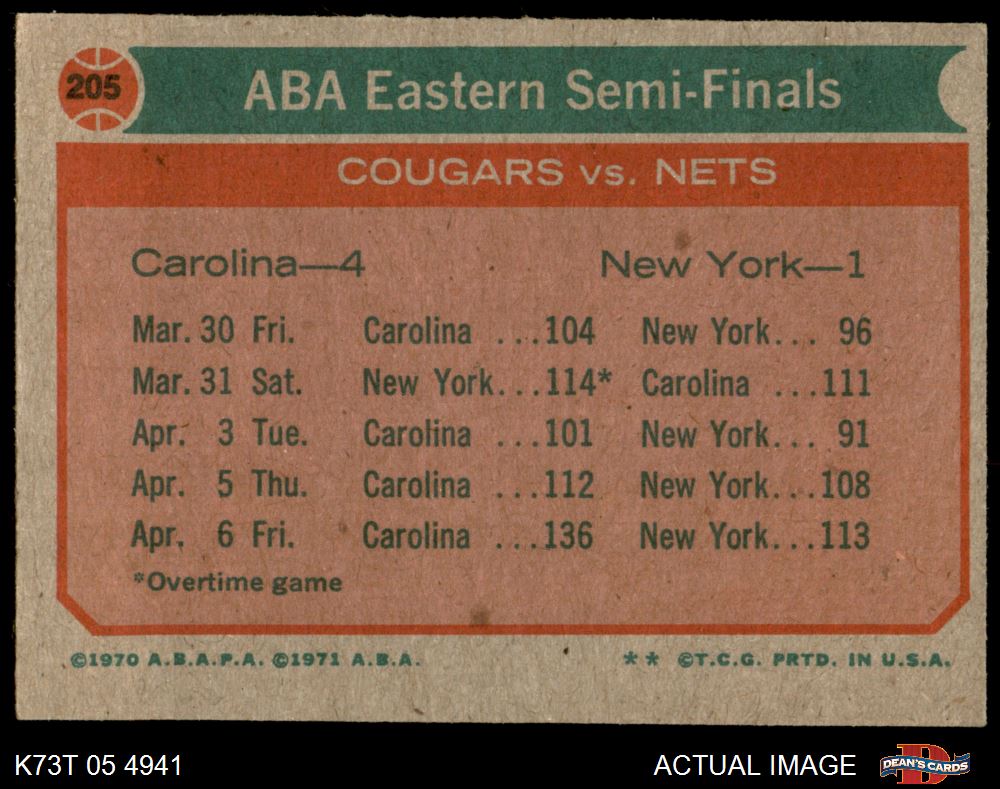 205
ABA Eastern Semi-Finals
COUGARS vs. NETS
Carolina—4 New York—1
Mar. 30 Fri. Carolina ...104 New York... 96
Mar. 31 Sat. New York...114* Carolina ...111
Apr. 3 Tue. Carolina ...101 New York... 91
Apr. 5 Thu. Carolina ...112 New York...108
Apr. 6 Fri. Carolina ...136 New York...113
*Overtime game
©1970 A.B.A.P.A. ©1971 A.B.A. ** ©T.C.G. PRTD. IN U.S.A.
K73T 05 4941 ACTUAL IMAGE DEAN'S CARDS